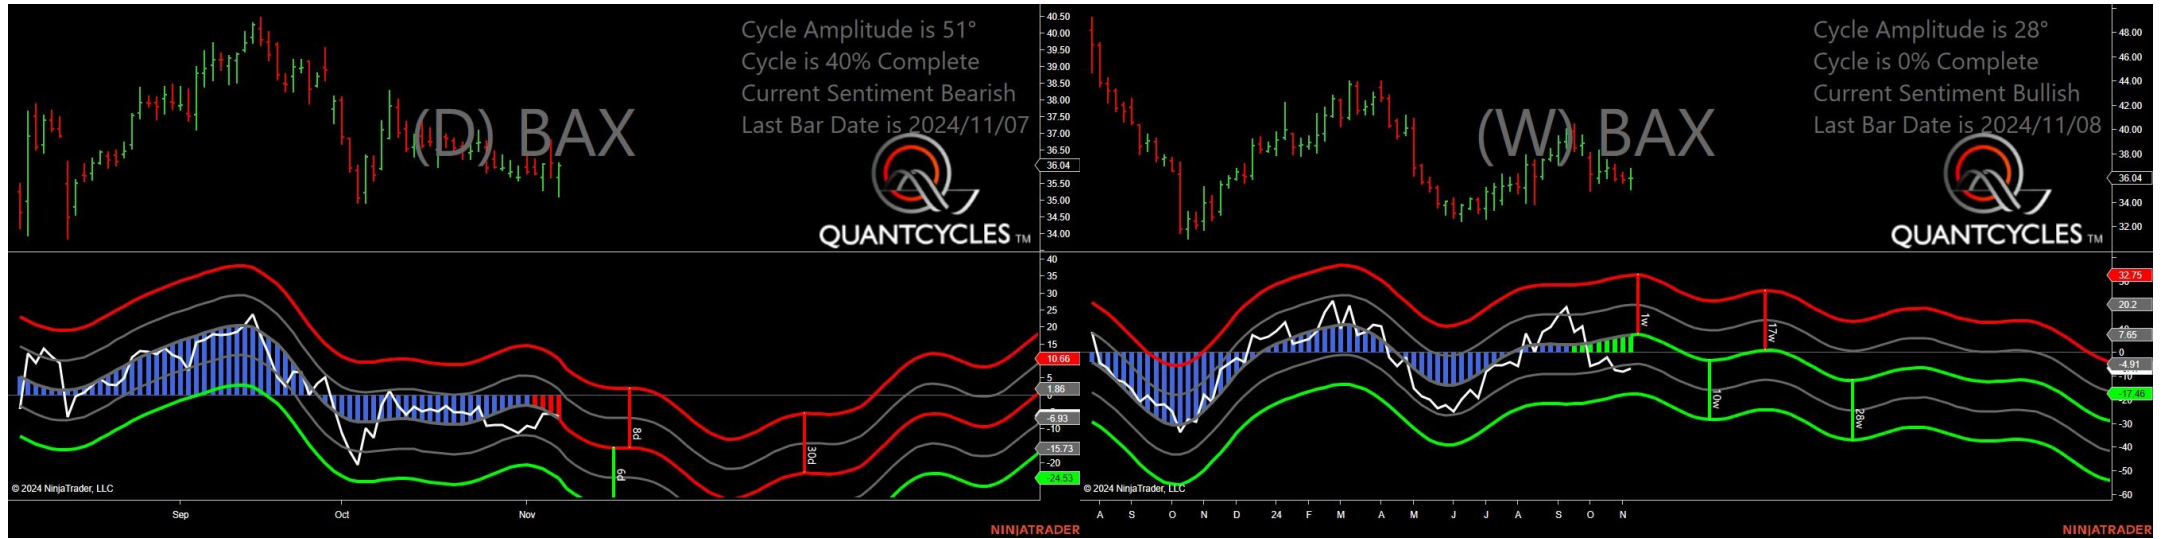 Cycle Amplitude is 51°
Cycle is 40% Complete
Current Sentiment Bearish
Last Bar Date is 2024/11/07
(D) BAX
QUANTCYCLES TM
40.50
40.00
39.50
39.00
38.50
38.00
37.50
37.00
36.50
36.04
35.50
35.00
34.50
34.00
40
35
30
25
20
15
10.66
5
1.86
0
-6.93
-10
-15.73
-20
-24.53
8d
6d
30d
© 2024 NinjaTrader, LLC
Sep
Oct
Nov
NINJATRADER
Cycle Amplitude is 28°
Cycle is 0% Complete
Current Sentiment Bullish
Last Bar Date is 2024/11/08
(W) BAX
QUANTCYCLES TM
48.00
46.00
44.00
42.00
40.00
38.00
36.04
34.00
32.00
32.75
20.2
7.65
0
-4.91
-10
-17.46
-30
-40
-50
-60
1w
17w
10w
28w
© 2024 NinjaTrader, LLC
A S O N D 24 F M A M J J A S O N
NINJATRADER